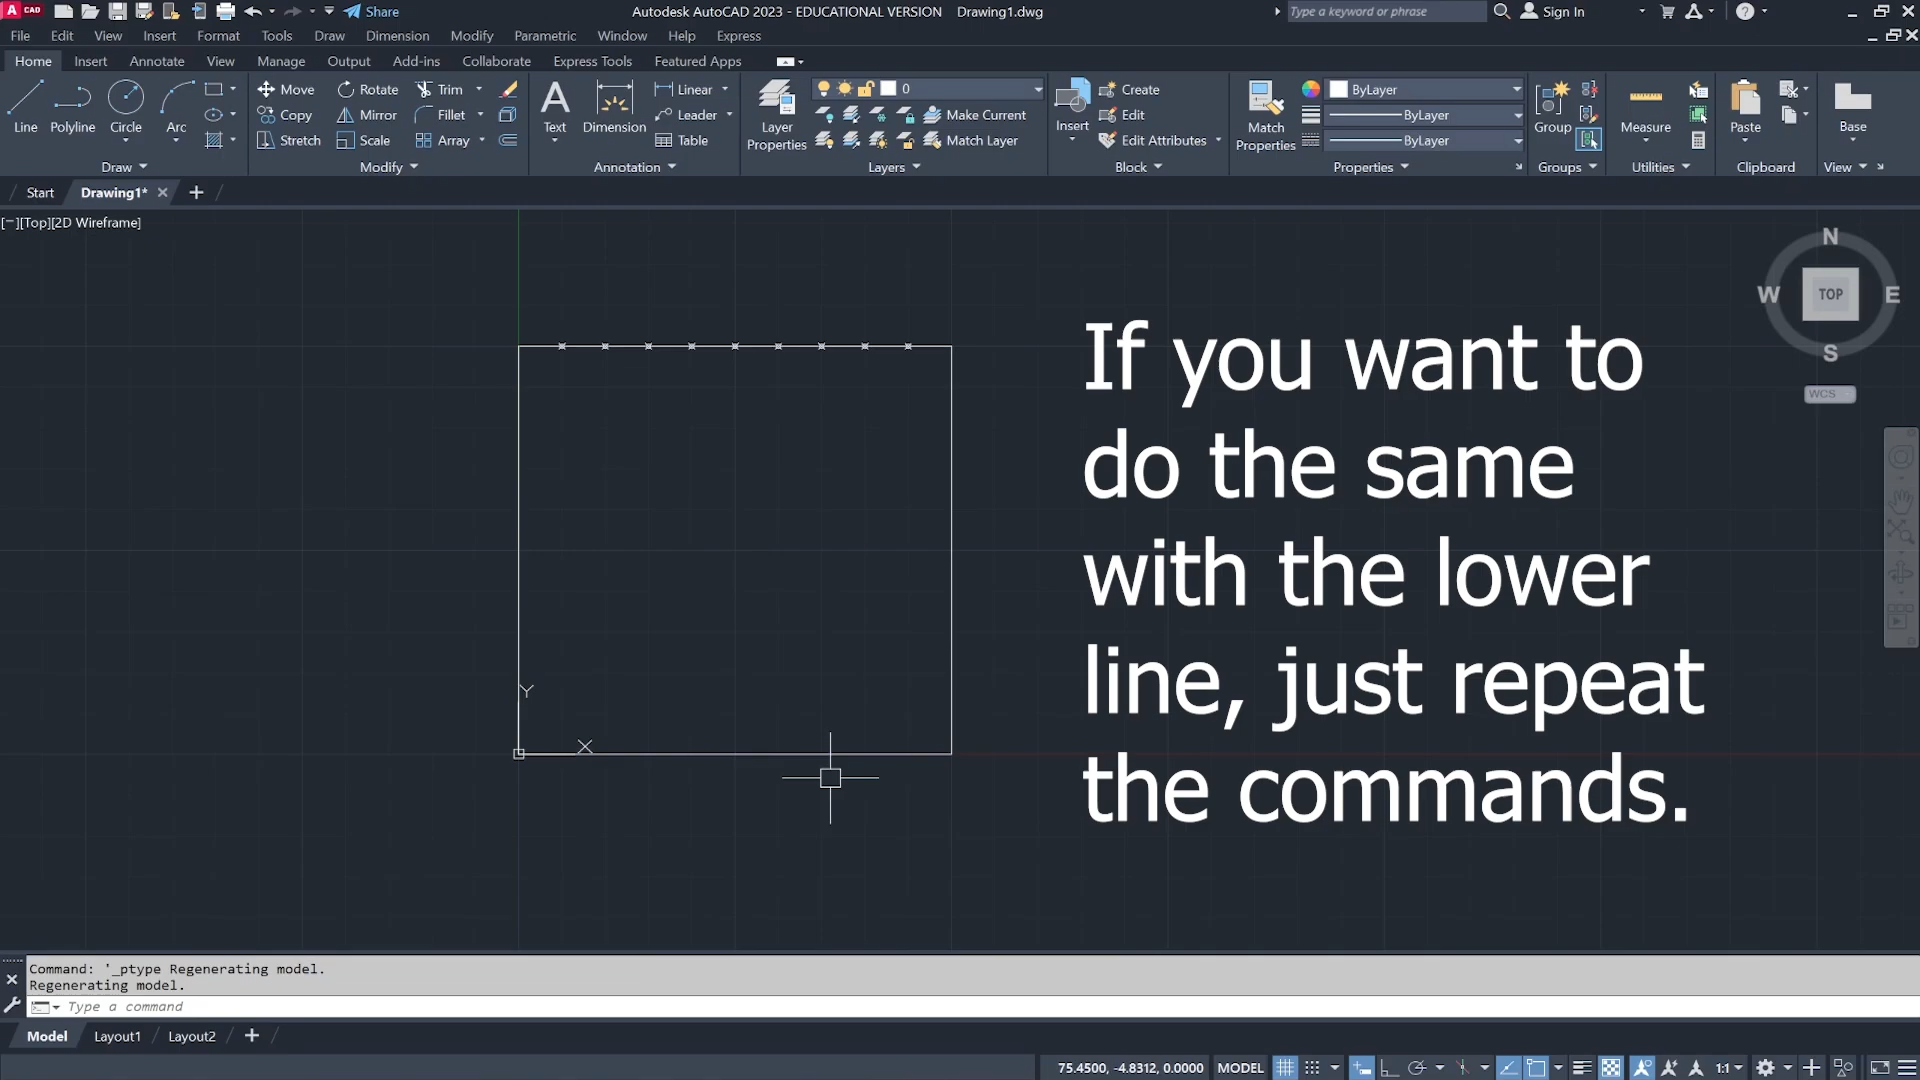 A CAD Share Autodesk AutoCAD 2023 - EDUCATIONAL VERSION Drawing1.dwg Type a keyword or phrase Sign In
File Edit View Insert Format Tools Draw Dimension Modify Parametric Window Help Express
Home Insert Annotate View Manage Output Add-ins Collaborate Express Tools Featured Apps
Line Polyline Circle Arc
Draw
Move Rotate Trim
Copy Mirror Fillet
Stretch Scale Array
Modify
Text Dimension
Linear
Leader
Table
Annotation
Layer Properties
0
Make Current
Match Layer
Layers
Insert
Create
Edit
Edit Attributes
Block
Match Properties
ByLayer
ByLayer
ByLayer
Properties
Group
Groups
Measure
Utilities
Paste
Clipboard
Base
View
Start Drawing1*
[−][Top][2D Wireframe]
N
W TOP E
S
WCS
Y
X
If you want to
do the same
with the lower
line, just repeat
the commands.
Command: '_ptype Regenerating model.
Regenerating model.
Type a command
Model Layout1 Layout2
75.4500, -4.8312, 0.0000 MODEL 1:1